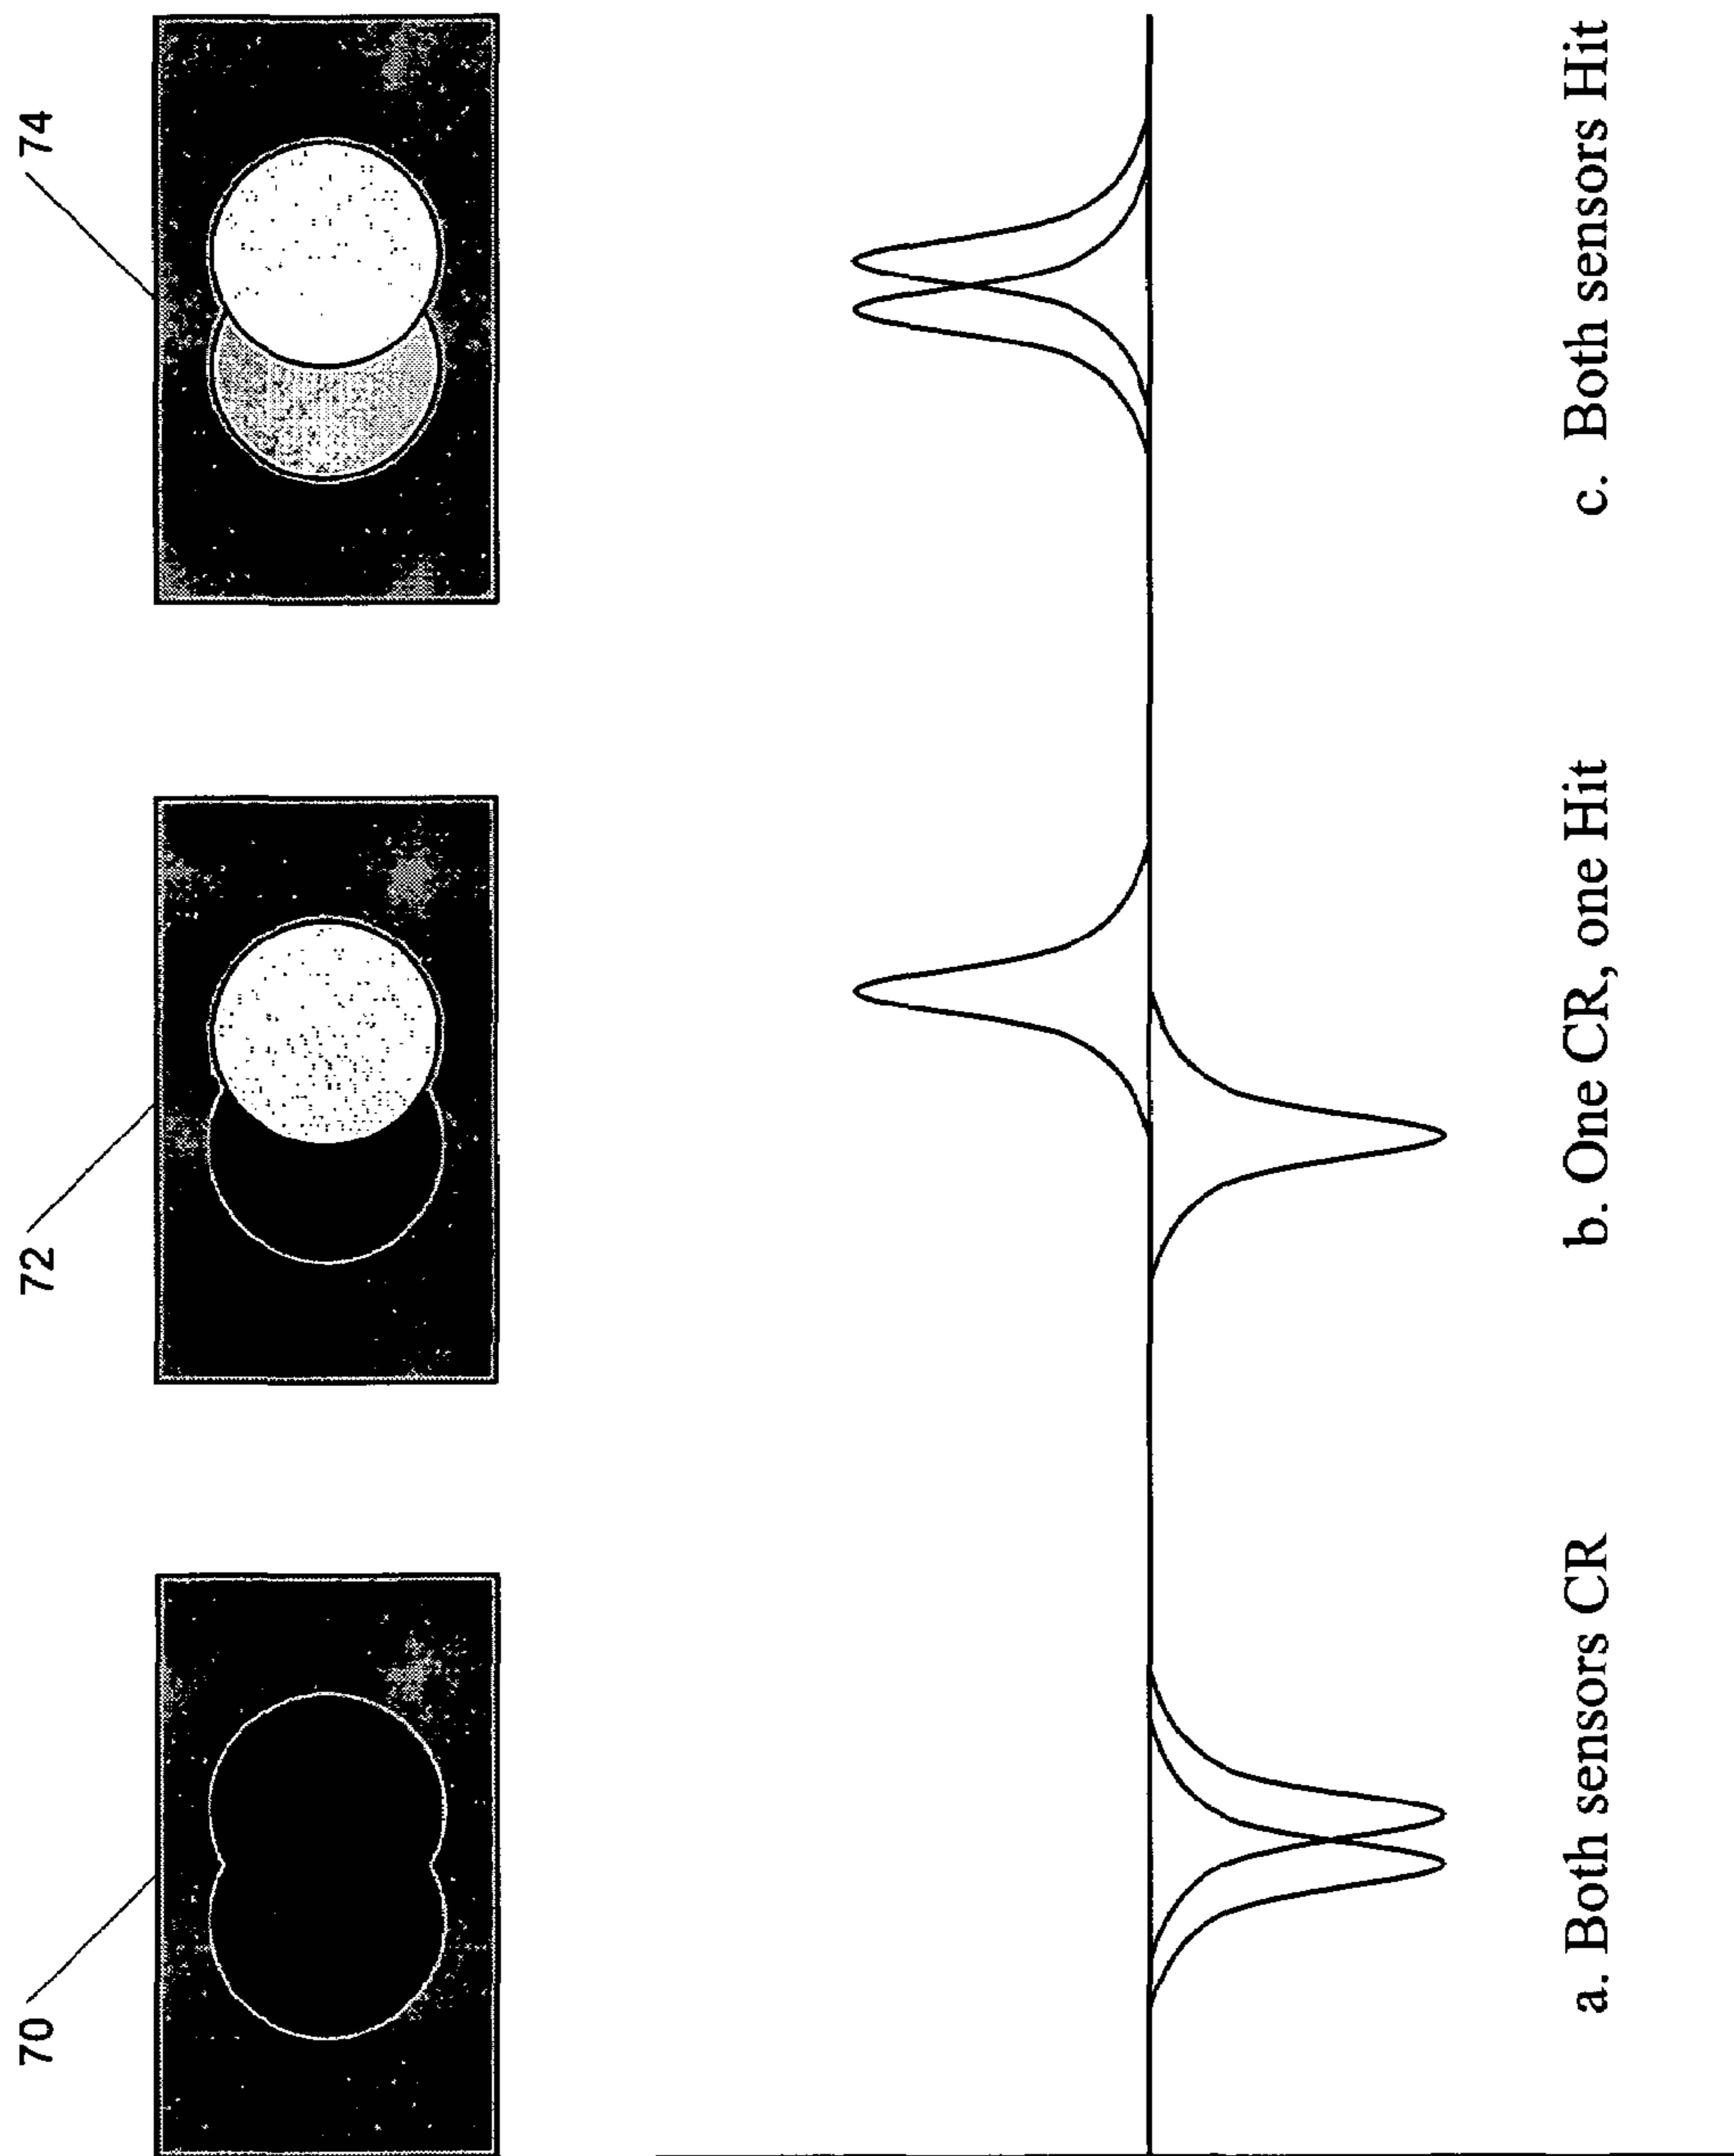 70
72
74
a. Both sensors CR
b. One CR, one Hit
c. Both sensors Hit